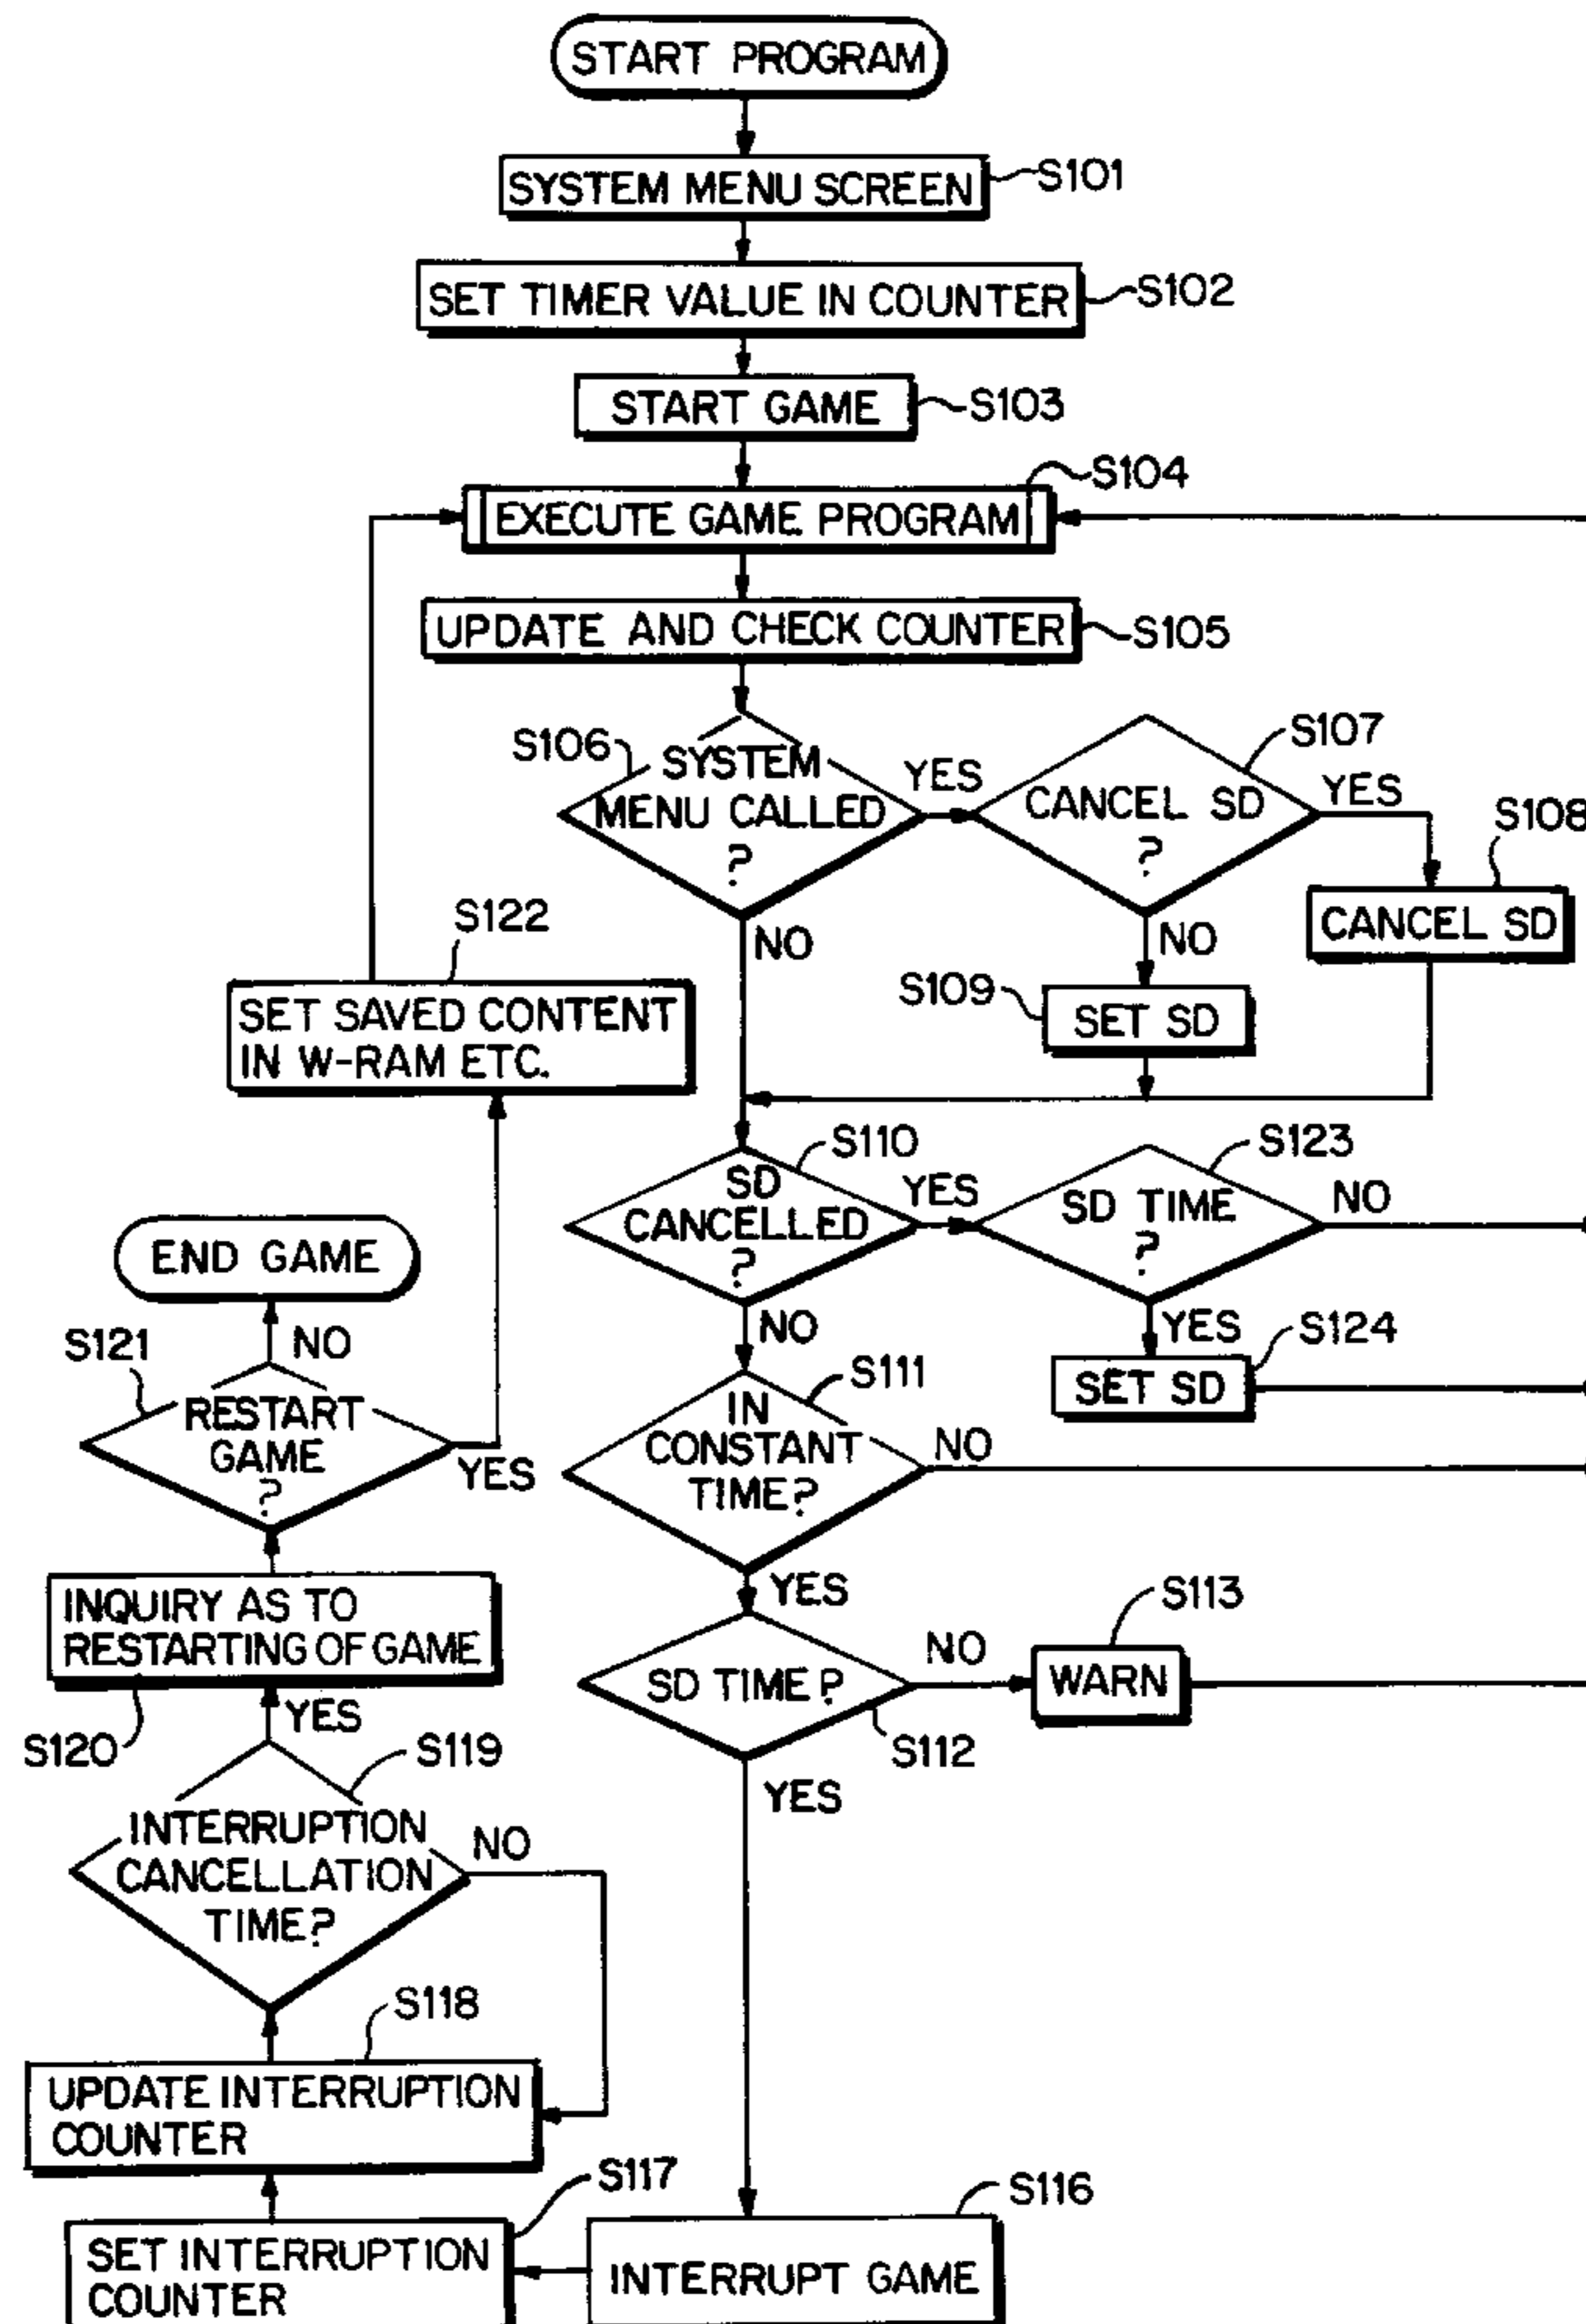 START PROGRAM
SYSTEM MENU SCREEN
S101
SET TIMER VALUE IN COUNTER
S102
START GAME
S103
S104
EXECUTE GAME PROGRAM
UPDATE AND CHECK COUNTER
S105
S106
SYSTEM
MENU CALLED
?
YES
NO
S107
CANCEL SD
?
YES
NO
S108
CANCEL SD
S109
SET SD
S122
SET SAVED CONTENT
IN W-RAM ETC.
S110
SD
CANCELLED
?
YES
NO
S123
SD TIME
?
NO
YES
S124
SET SD
END GAME
NO
S121
RESTART
GAME
?
YES
S111
IN
CONSTANT
TIME?
NO
YES
INQUIRY AS TO
RESTARTING OF GAME
S120
YES
SD TIME?
NO
S112
YES
S113
WARN
S119
INTERRUPTION
CANCELLATION
TIME?
NO
S118
UPDATE INTERRUPTION
COUNTER
S117
SET INTERRUPTION
COUNTER
S116
INTERRUPT GAME